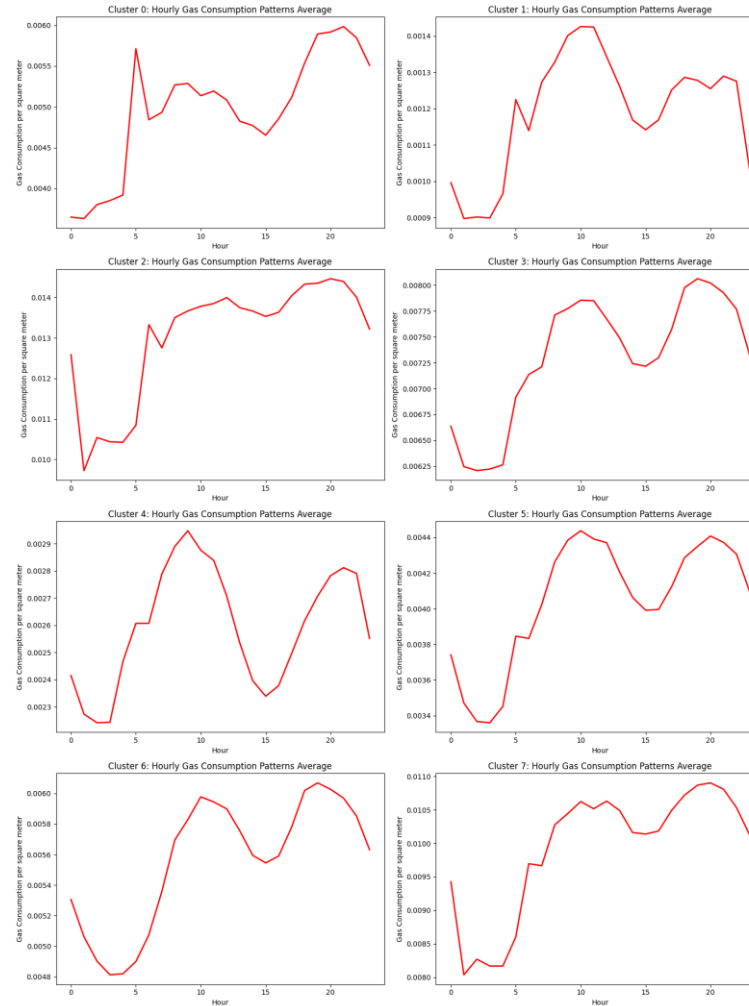 Cluster 0: Hourly Gas Consumption Patterns Average
Gas Consumption per square meter
0.0060
0.0055
0.0050
0.0045
0.0040
0 5 10 15 20
Hour
Cluster 1: Hourly Gas Consumption Patterns Average
Gas Consumption per square meter
0.0014
0.0013
0.0012
0.0011
0.0010
0.0009
0 5 10 15 20
Hour
Cluster 2: Hourly Gas Consumption Patterns Average
Gas Consumption per square meter
0.014
0.013
0.012
0.011
0.010
0 5 10 15 20
Hour
Cluster 3: Hourly Gas Consumption Patterns Average
Gas Consumption per square meter
0.00800
0.00775
0.00750
0.00725
0.00700
0.00675
0.00650
0.00625
0 5 10 15 20
Hour
Cluster 4: Hourly Gas Consumption Patterns Average
Gas Consumption per square meter
0.0029
0.0028
0.0027
0.0026
0.0025
0.0024
0.0023
0 5 10 15 20
Hour
Cluster 5: Hourly Gas Consumption Patterns Average
Gas Consumption per square meter
0.0044
0.0042
0.0040
0.0038
0.0036
0.0034
0 5 10 15 20
Hour
Cluster 6: Hourly Gas Consumption Patterns Average
Gas Consumption per square meter
0.0060
0.0058
0.0056
0.0054
0.0052
0.0050
0.0048
0 5 10 15 20
Hour
Cluster 7: Hourly Gas Consumption Patterns Average
Gas Consumption per square meter
0.0110
0.0105
0.0100
0.0095
0.0090
0.0085
0.0080
0 5 10 15 20
Hour